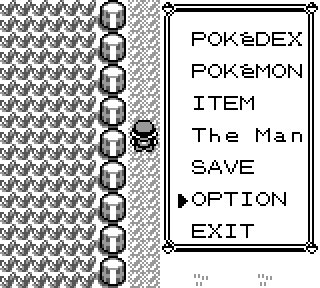 POKéDEX
POKéMON
ITEM
The Man
SAVE
OPTION
EXIT